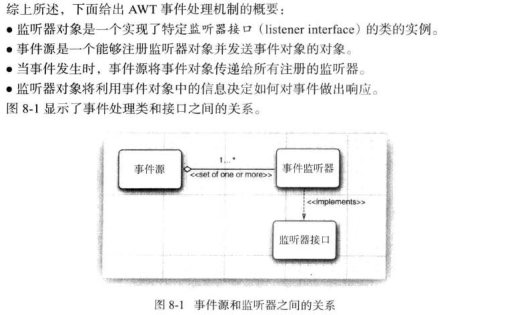 综上所述，下面给出 AWT 事件处理机制的概要：
● 监听器对象是一个实现了特定监听器接口（listener interface）的类的实例。
● 事件源是一个能够注册监听器对象并发送事件对象的对象。
● 当事件发生时，事件源将事件对象传递给所有注册的监听器。
● 监听器对象将利用事件对象中的信息决定如何对事件做出响应。
图 8-1 显示了事件处理类和接口之间的关系。
事件源
1…*
<<set of one or more>>
事件监听器
<<implements>>
监听器接口
图 8-1 事件源和监听器之间的关系